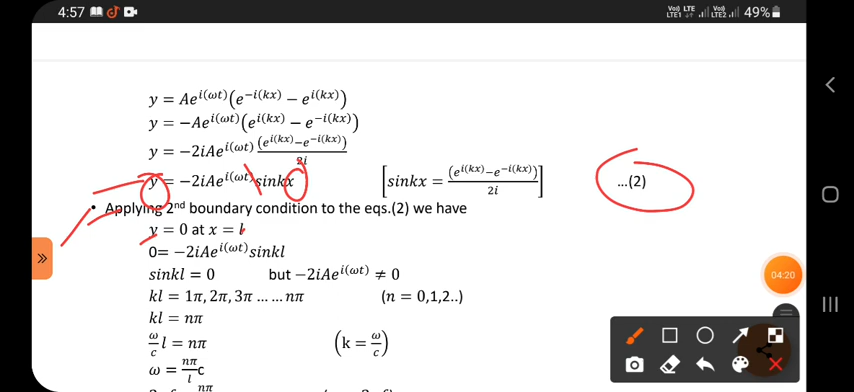 4:57 Vo)) LTE LTE1 Vo)) LTE2 49%
y = Ae^{i(ωt)}(e^{-i(kx)} − e^{i(kx)})
y = −Ae^{i(ωt)}(e^{i(kx)} − e^{-i(kx)})
y = −2iAe^{i(ωt)} (e^{i(kx)}−e^{-i(kx)})/2i
y = −2iAe^{i(ωt)}sinkx [sinkx = (e^{i(kx)}−e^{-i(kx)})/2i] ...(2)
• Applying 2nd boundary condition to the eqs.(2) we have
y = 0 at x = l
0= −2iAe^{i(ωt)}sinkl
sinkl = 0 but −2iAe^{i(ωt)} ≠ 0
kl = 1π, 2π, 3π … … nπ (n = 0,1,2..)
kl = nπ
ω/c l = nπ (k = ω/c)
ω = nπ/l c
nπ
04:20